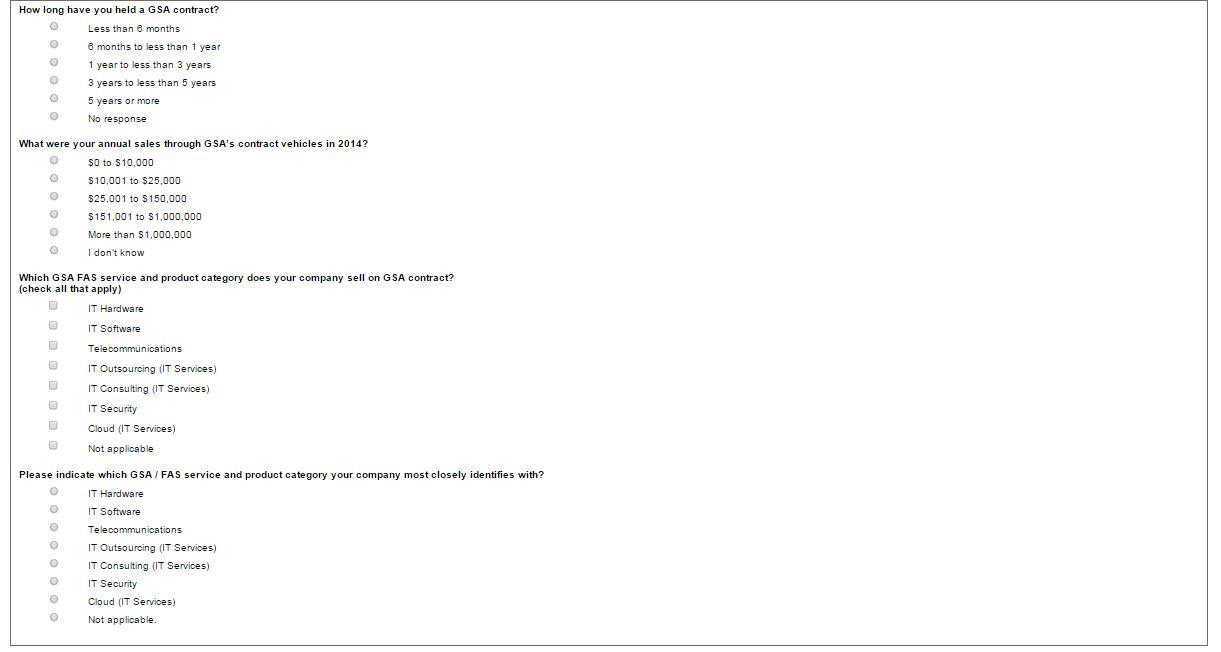 How long have you held a GSA contract?
Less than 6 months
6 months to less than 1 year
1 year to less than 3 years
3 years to less than 5 years
5 years or more
No response
What were your annual sales through GSA's contract vehicles in 2014?
$0 to $10,000
$10,001 to $25,000
$25,001 to $150,000
$151,001 to $1,000,000
More than $1,000,000
I don't know
Which GSA FAS service and product category does your company sell on GSA contract?
(check all that apply)
IT Hardware
IT Software
Telecommunications
IT Outsourcing (IT Services)
IT Consulting (IT Services)
IT Security
Cloud (IT Services)
Not applicable
Please indicate which GSA / FAS service and product category your company most closely identifies with?
IT Hardware
IT Software
Telecommunications
IT Outsourcing (IT Services)
IT Consulting (IT Services)
IT Security
Cloud (IT Services)
Not applicable.